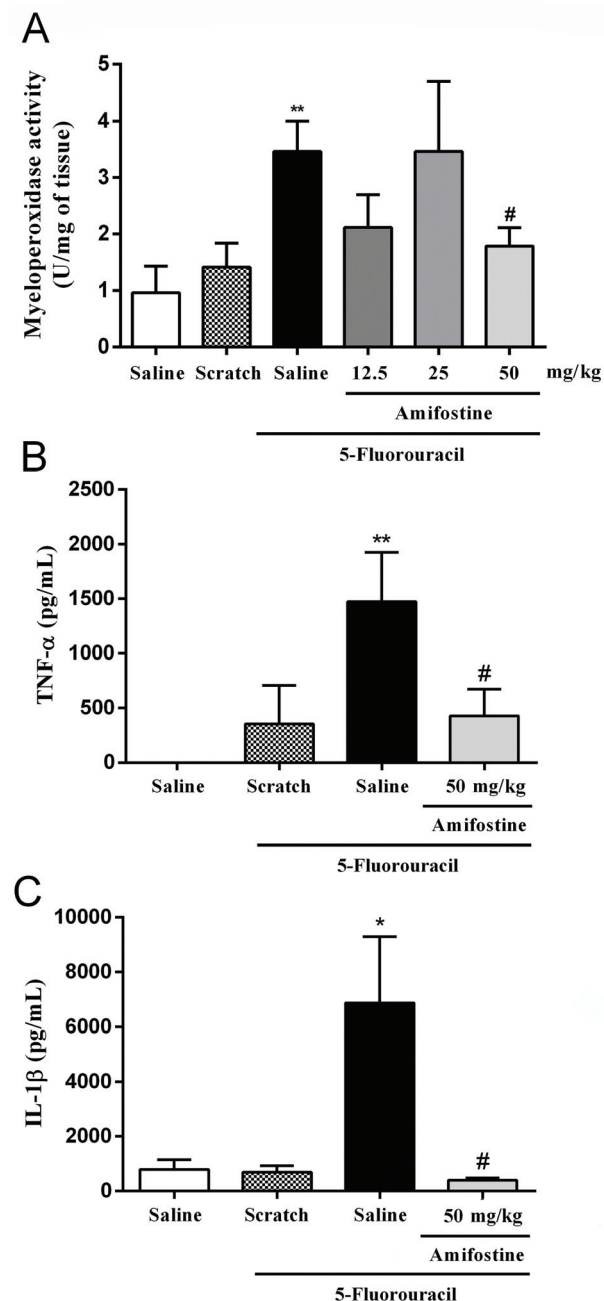 A
Myeloperoxidase activity
(U/mg of tissue)
5
4
3
2
1
0
**
#
Saline Scratch Saline 12.5 25 50 mg/kg
Amifostine
5-Fluorouracil
B
TNF-α (pg/mL)
2500
2000
1500
1000
500
0
**
#
Saline Scratch Saline 50 mg/kg
Amifostine
5-Fluorouracil
C
IL-1β (pg/mL)
10000
8000
6000
4000
2000
0
*
#
Saline Scratch Saline 50 mg/kg
Amifostine
5-Fluorouracil